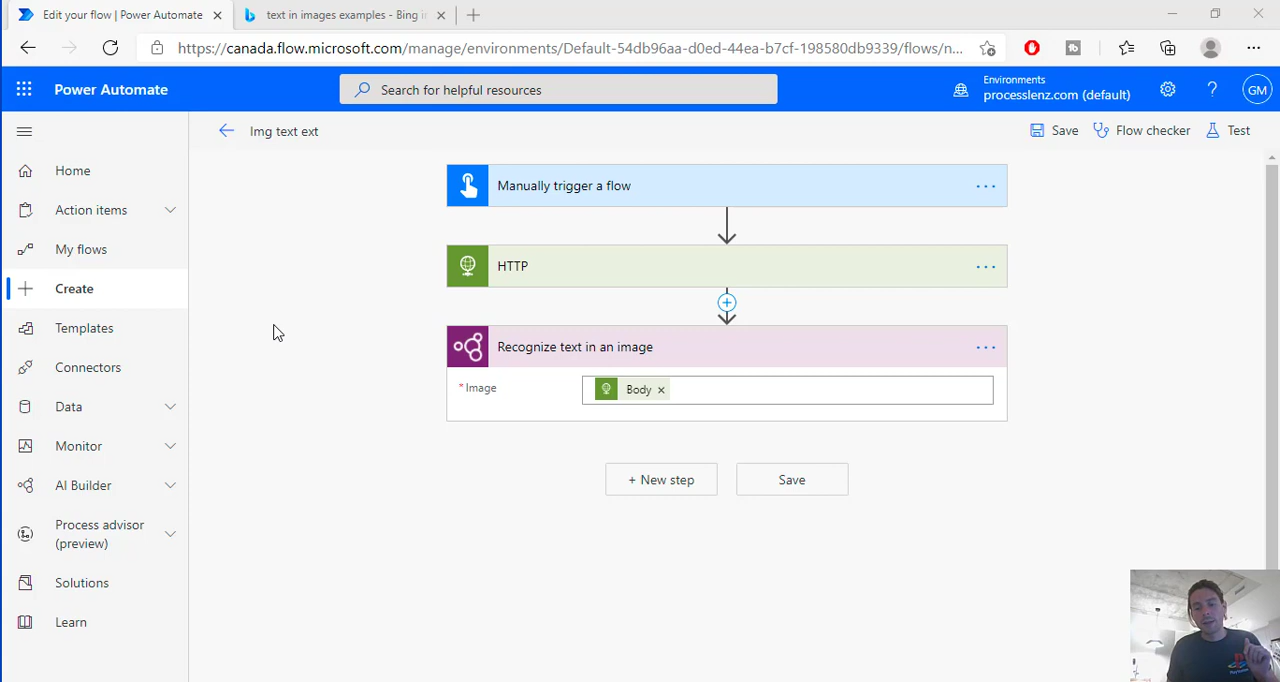 Edit your flow | Power Automate
text in images examples - Bing in
https://canada.flow.microsoft.com/manage/environments/Default-54db96aa-d0ed-44ea-b7cf-198580db9339/flows/n...
Power Automate
Search for helpful resources
Environments
processlenz.com (default)
GM
Img text ext
Save
Flow checker
Test
Home
Action items
My flows
Create
Templates
Connectors
Data
Monitor
AI Builder
Process advisor
(preview)
Solutions
Learn
Manually trigger a flow
HTTP
Recognize text in an image
* Image
Body
+ New step
Save